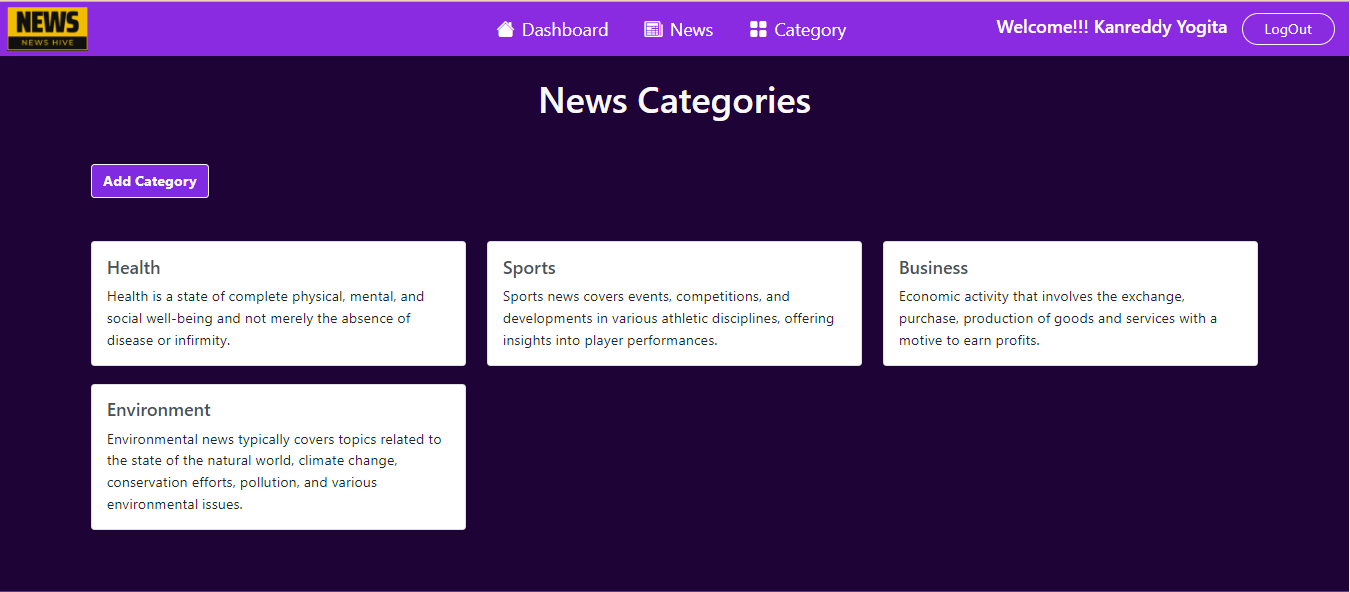 NEWS
NEWS HIVE
Dashboard
News
Category
Welcome!!! Kanreddy Yogita
LogOut
News Categories
Add Category
Health
Health is a state of complete physical, mental, and
social well-being and not merely the absence of
disease or infirmity.
Sports
Sports news covers events, competitions, and
developments in various athletic disciplines, offering
insights into player performances.
Business
Economic activity that involves the exchange,
purchase, production of goods and services with a
motive to earn profits.
Environment
Environmental news typically covers topics related to
the state of the natural world, climate change,
conservation efforts, pollution, and various
environmental issues.